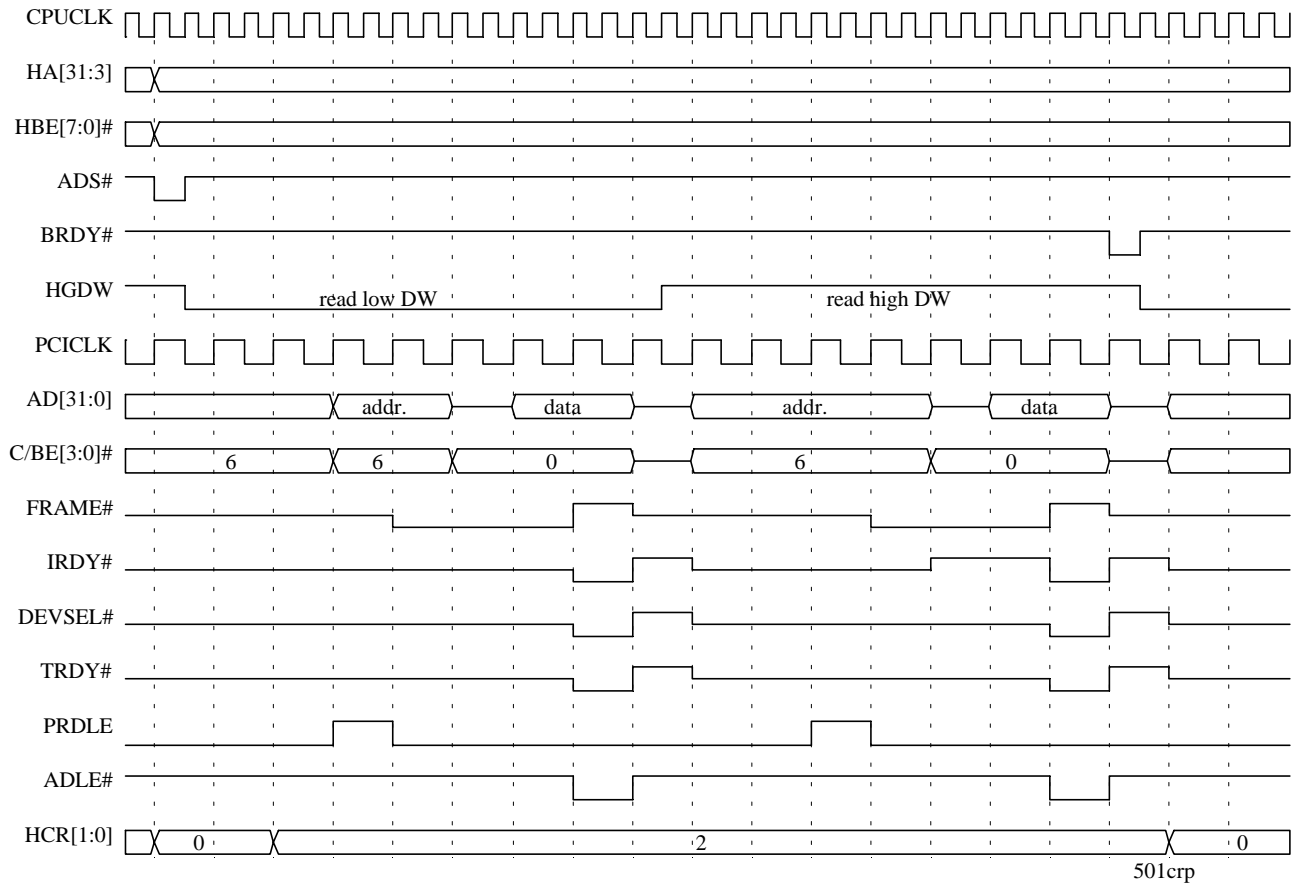 CPUCLK
HA[31:3]
HBE[7:0]#
ADS#
BRDY#
HGDW read low DW read high DW
PCICLK
AD[31:0] addr. data addr. data
C/BE[3:0]# 6 6 0 6 0
FRAME#
IRDY#
DEVSEL#
TRDY#
PRDLE
ADLE#
HCR[1:0] 0 2 0
501crp